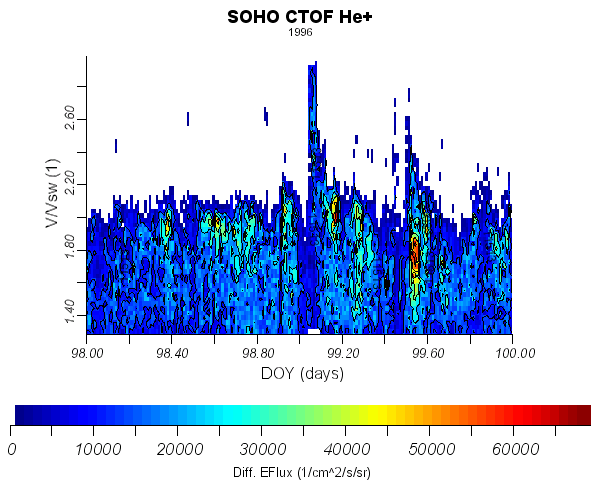 SOHO CTOF He+
1996
V/Vsw (1)
2.60
2.20
1.80
1.40
98.00 98.40 98.80 99.20 99.60 100.00
DOY (days)
0 10000 20000 30000 40000 50000 60000
Diff. EFlux (1/cm^2/s/sr)